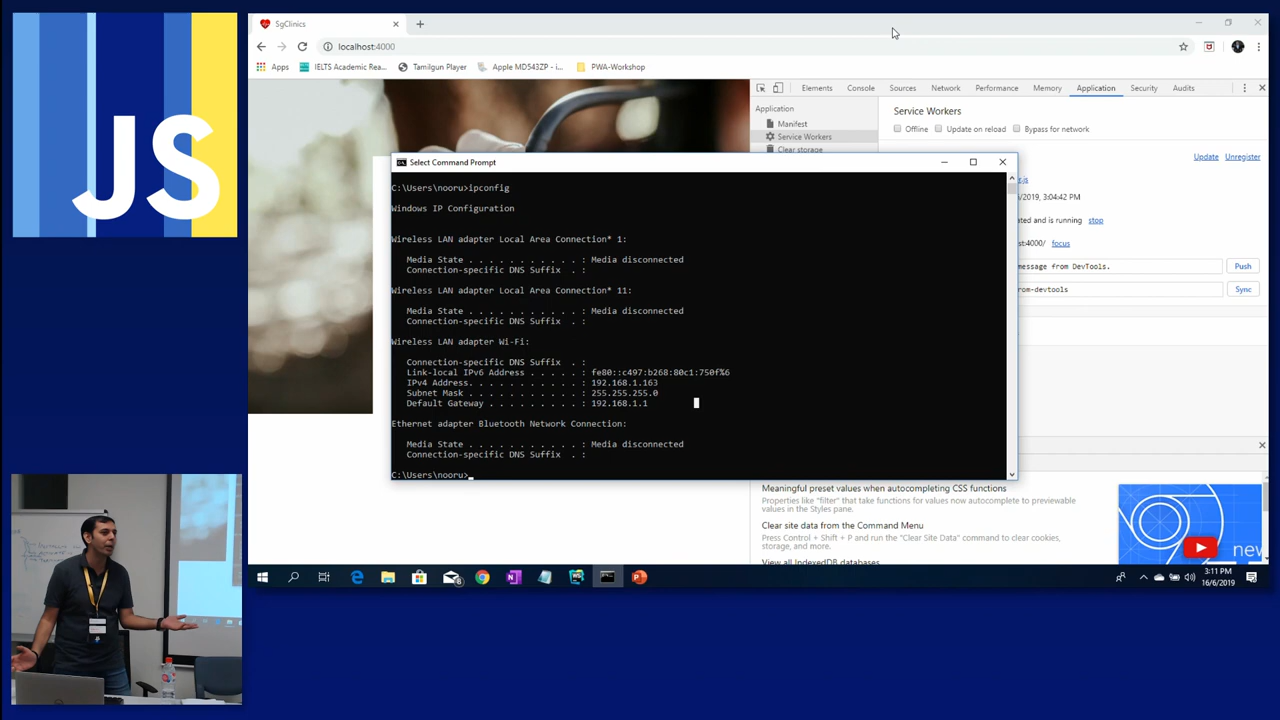 JS
SgClinics
localhost:4000
Apps
IELTS Academic Rea...
Tamilgun Player
Apple MD543ZP - i...
PWA-Workshop
Elements
Console
Sources
Network
Performance
Memory
Application
Security
Audits
Application
Manifest
Service Workers
Clear storage
Service Workers
Offline
Update on reload
Bypass for network
Update
Unregister
r.js
/2019, 3:04:42 PM
ated and is running
stop
st:4000/
focus
message from DevTools.
Push
rom-devtools
Sync
Select Command Prompt
C:\Users\nooru>ipconfig
Windows IP Configuration
Wireless LAN adapter Local Area Connection* 1:
Media State . . . . . . . . . . . : Media disconnected
Connection-specific DNS Suffix . :
Wireless LAN adapter Local Area Connection* 11:
Media State . . . . . . . . . . . : Media disconnected
Connection-specific DNS Suffix . :
Wireless LAN adapter Wi-Fi:
Connection-specific DNS Suffix . :
Link-local IPv6 Address . . . . . : fe80::c497:b268:80c1:750f%6
IPv4 Address. . . . . . . . . . . : 192.168.1.163
Subnet Mask . . . . . . . . . . . : 255.255.255.0
Default Gateway . . . . . . . . . : 192.168.1.1
Ethernet adapter Bluetooth Network Connection:
Media State . . . . . . . . . . . : Media disconnected
Connection-specific DNS Suffix . :
C:\Users\nooru>
Meaningful preset values when autocompleting CSS functions
Properties like "filter" that take functions for values now autocomplete to previewable
values in the Styles pane.
Clear site data from the Command Menu
Press Control + Shift + P and run the "Clear Site Data" command to clear cookies,
storage, and more.
View all IndexedDB databases
new
3:11 PM
16/6/2019